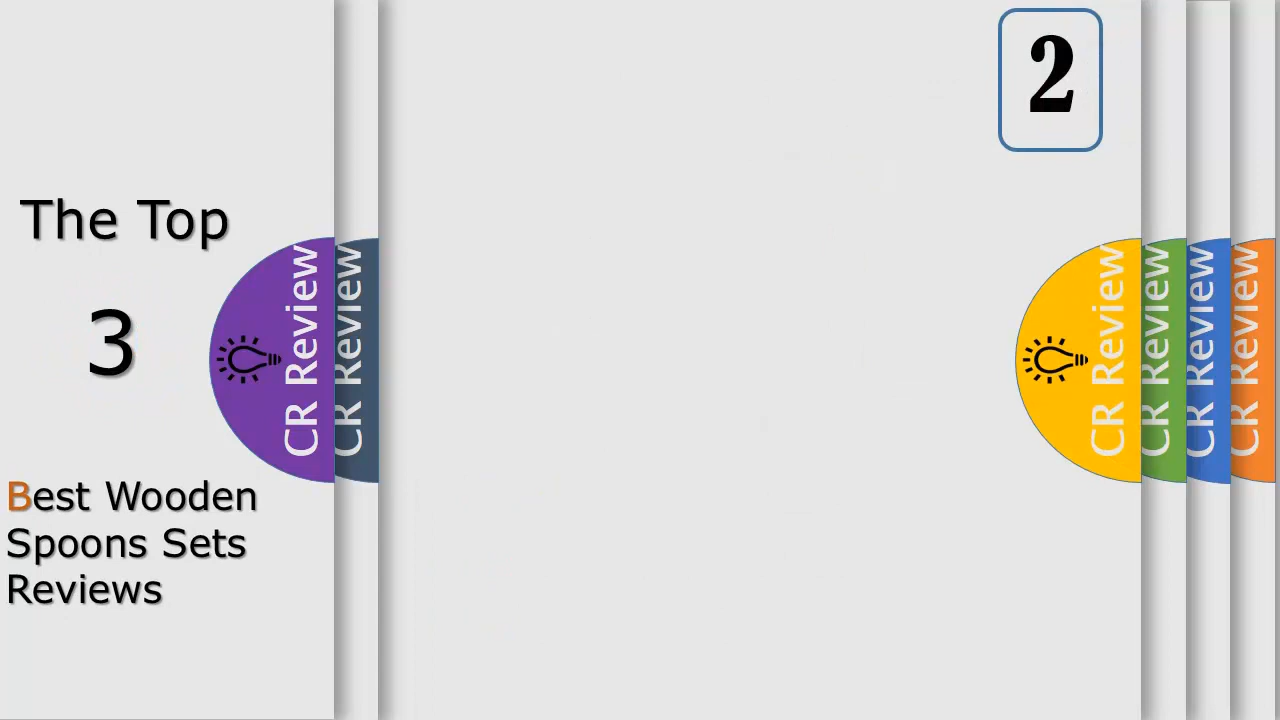 The Top
3
Best Wooden
Spoons Sets
Reviews
CR Review
CR Review
2
CR Review
CR Review
CR Review
CR Review